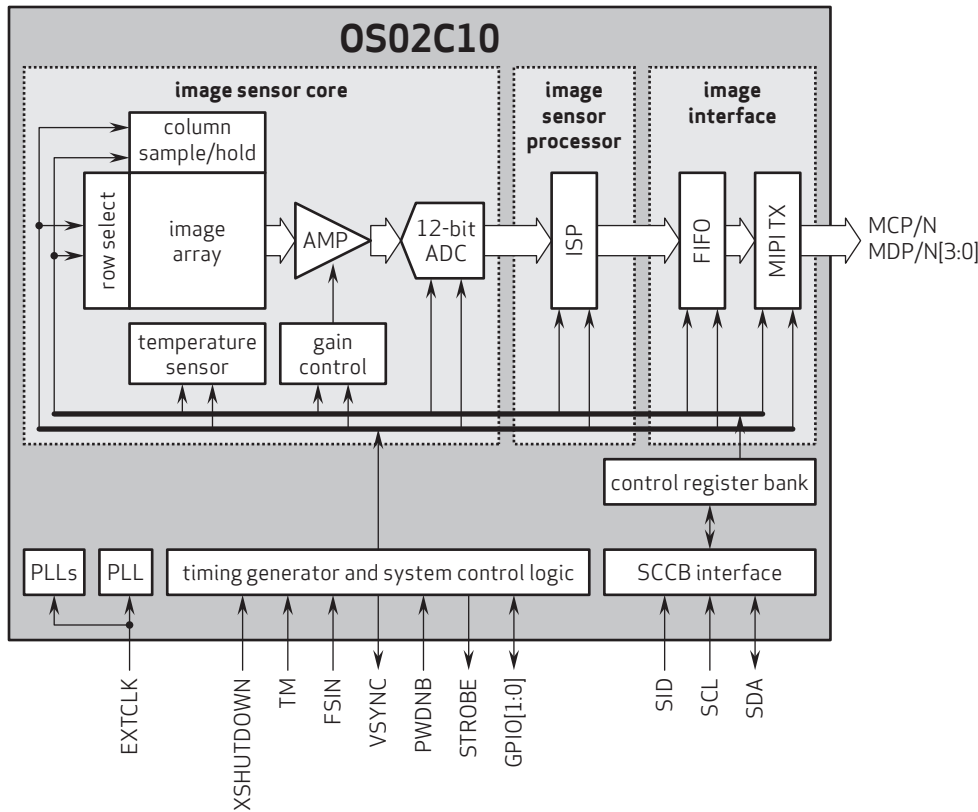 OS02C10
image sensor core
image
sensor
processor
image
interface
column
sample/hold
row select
image
array
AMP
12-bit
ADC
ISP
FIFO
MIPI TX
MCP/N
MDP/N[3:0]
temperature
sensor
gain
control
control register bank
PLLs
PLL
timing generator and system control logic
SCCB interface
EXTCLK
XSHUTDOWN
TM
FSIN
VSYNC
PWDNB
STROBE
GPIO[1:0]
SID
SCL
SDA